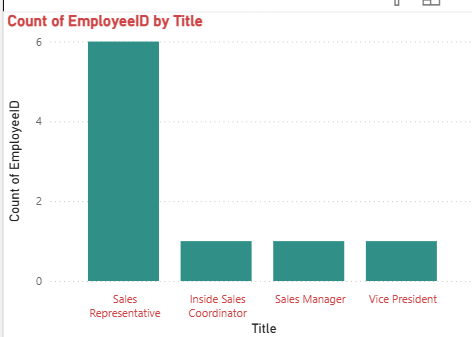 Count of EmployeeID by Title
6
4
2
0
Count of EmployeeID
Sales
Representative
Inside Sales
Coordinator
Sales Manager
Vice President
Title